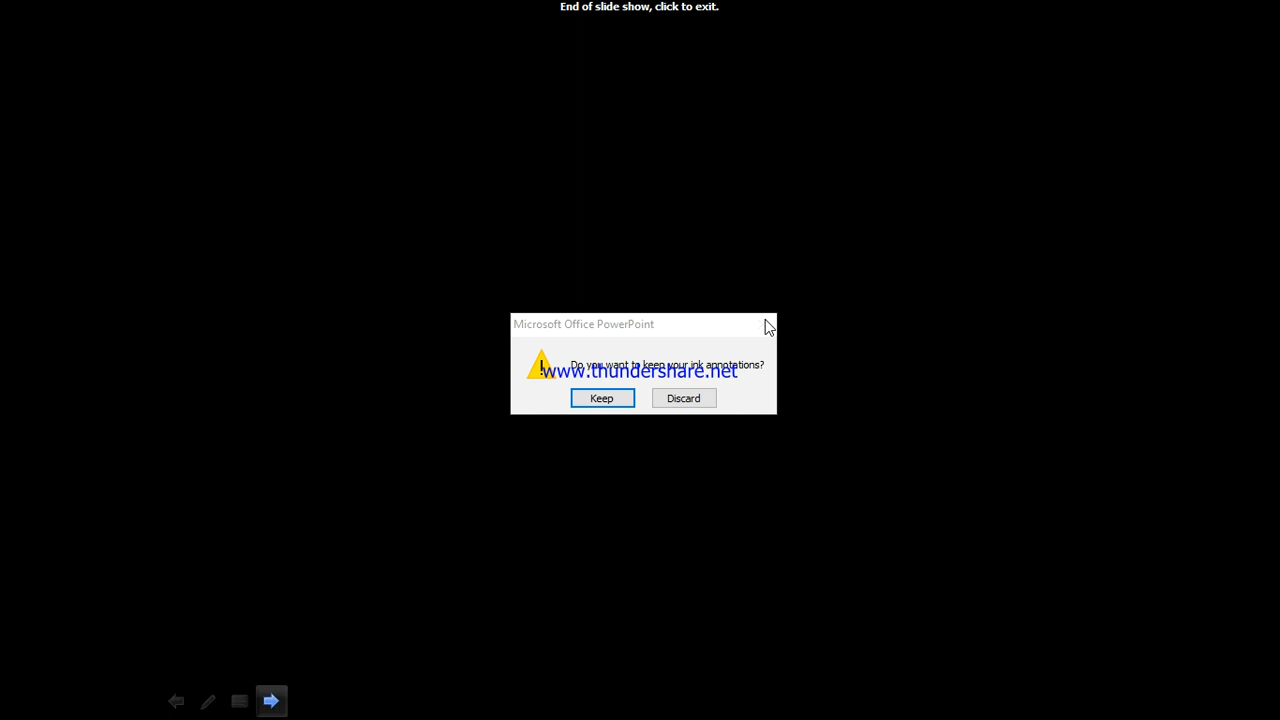 End of slide show, click to exit.
Microsoft Office PowerPoint
Do you want to keep your ink annotations?
www.thundershare.net
Keep
Discard